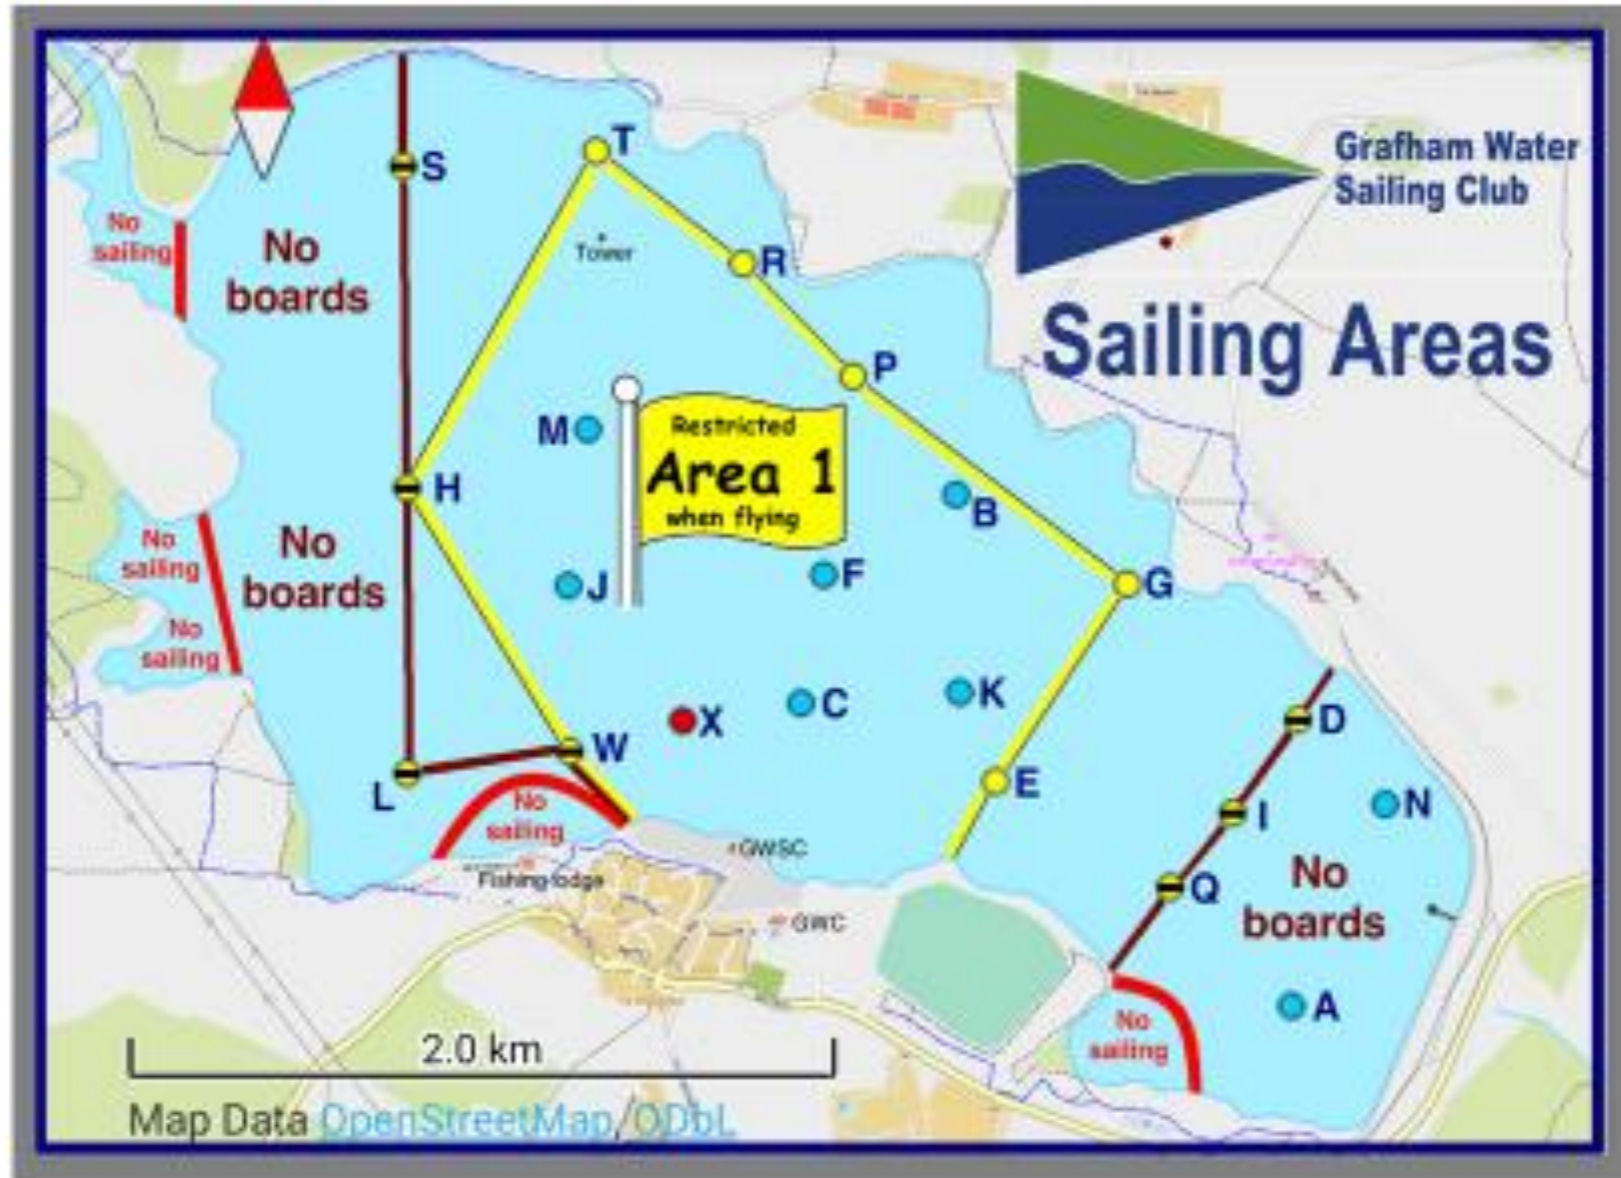 Grafham Water
Sailing Club
Sailing Areas
T
S
No
sailing
No
boards
Tower
R
P
M
Restricted
Area 1
when flying
H
B
No
sailing
No
boards
J
F
G
No
sailing
K
C
X
W
D
L
E
N
I
No
sailing
GWSC
Fishing lodge
Q
No
boards
GWC
A
No
sailing
2.0 km
Map Data OpenStreetMap, ODbL